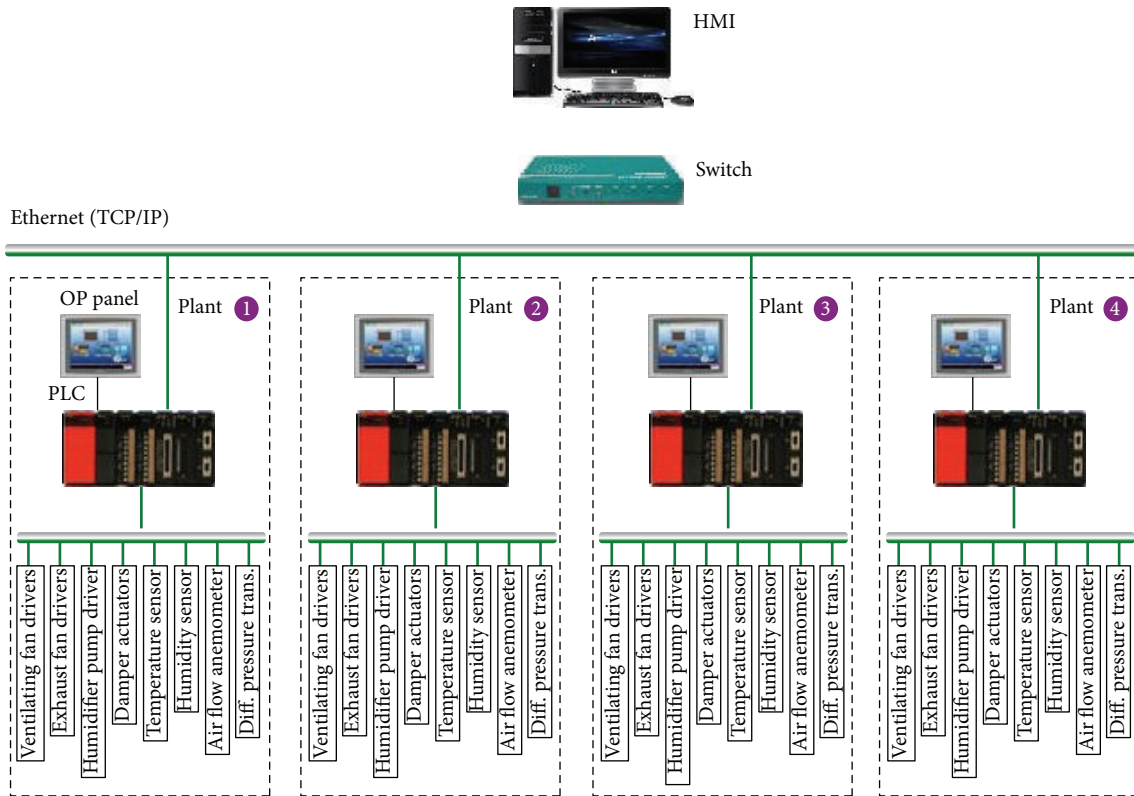 HMI
Switch
Ethernet (TCP/IP)
OP panel
Plant 1
PLC
Plant 2
Plant 3
Plant 4
Ventilating fan drivers
Exhaust fan drivers
Humidifier pump driver
Damper actuators
Temperature sensor
Humidity sensor
Air flow anemometer
Diff. pressure trans.
Ventilating fan drivers
Exhaust fan drivers
Humidifier pump driver
Damper actuators
Temperature sensor
Humidity sensor
Air flow anemometer
Diff. pressure trans.
Ventilating fan drivers
Exhaust fan drivers
Humidifier pump driver
Damper actuators
Temperature sensor
Humidity sensor
Air flow anemometer
Diff. pressure trans.
Ventilating fan drivers
Exhaust fan drivers
Humidifier pump driver
Damper actuators
Temperature sensor
Humidity sensor
Air flow anemometer
Diff. pressure trans.